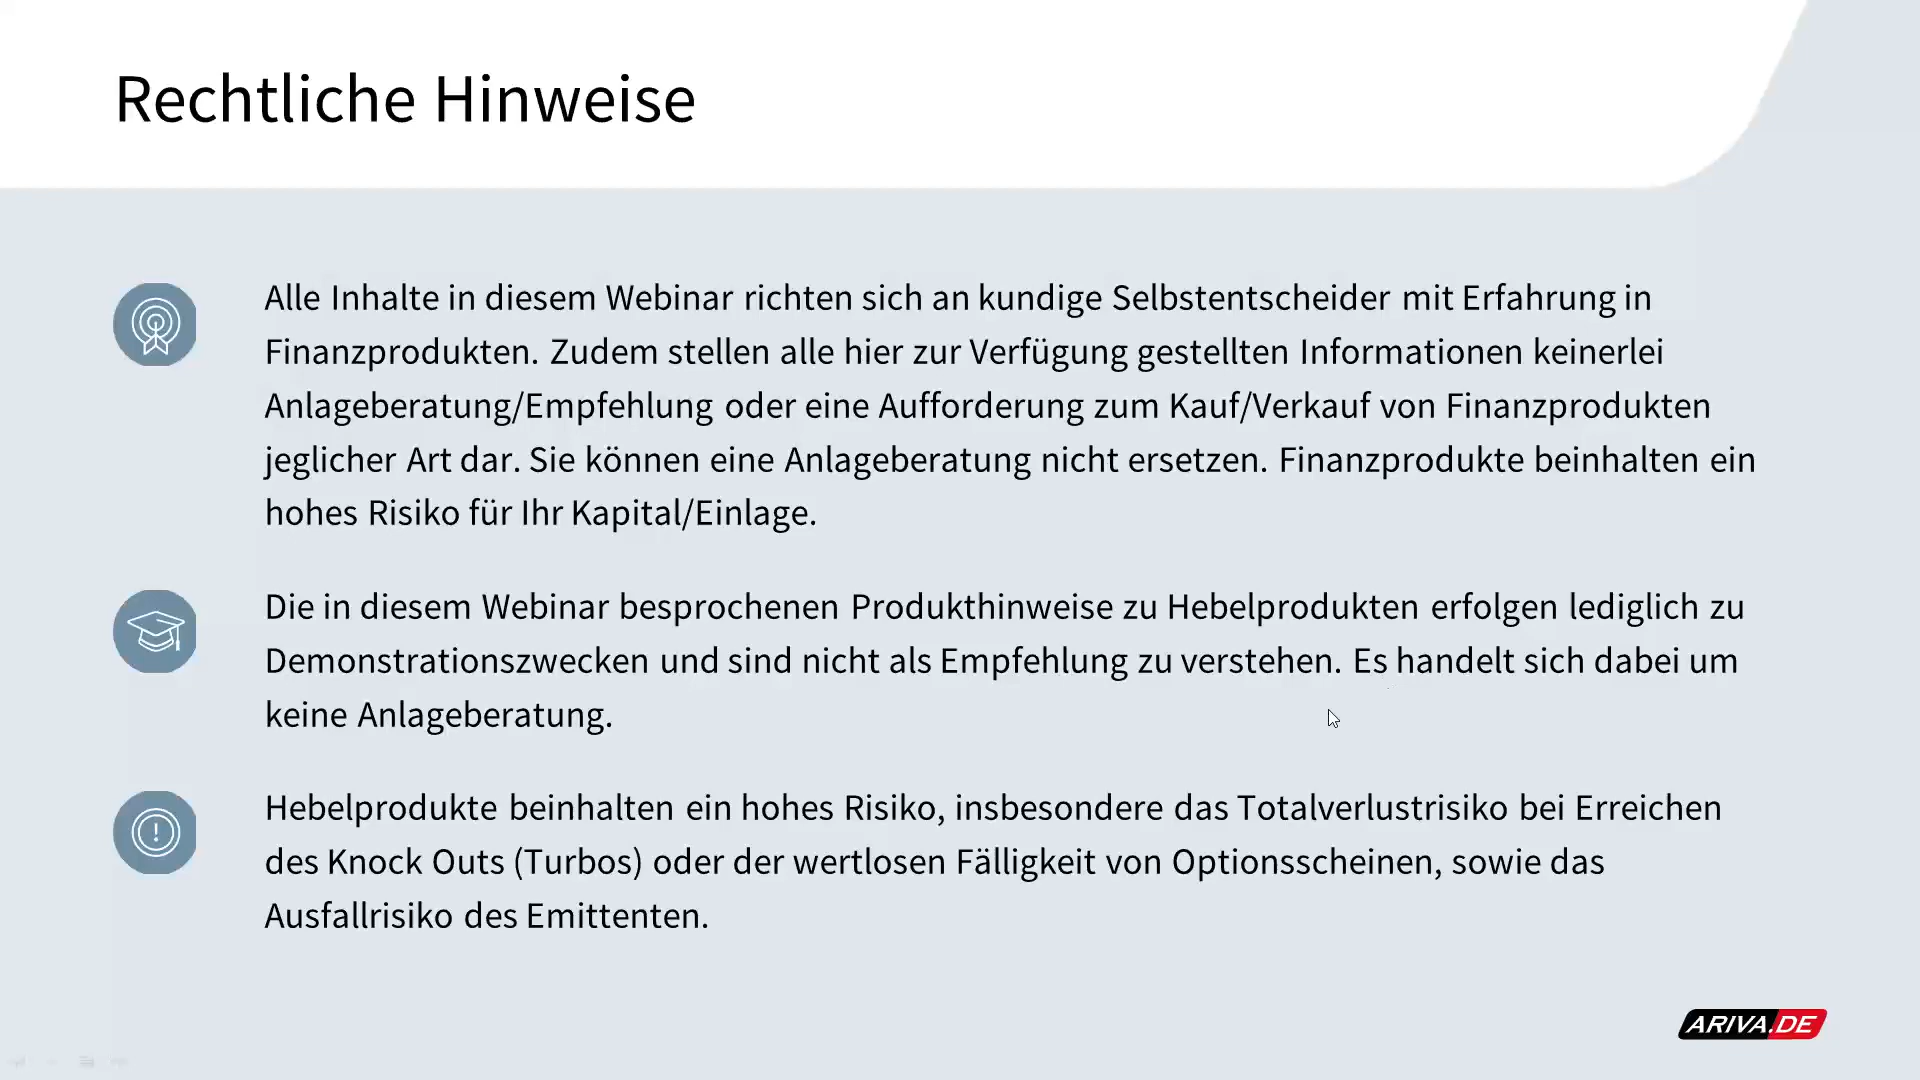 Rechtliche Hinweise
Alle Inhalte in diesem Webinar richten sich an kundige Selbstentscheider mit Erfahrung in
Finanzprodukten. Zudem stellen alle hier zur Verfügung gestellten Informationen keinerlei
Anlageberatung/Empfehlung oder eine Aufforderung zum Kauf/Verkauf von Finanzprodukten
jeglicher Art dar. Sie können eine Anlageberatung nicht ersetzen. Finanzprodukte beinhalten ein
hohes Risiko für Ihr Kapital/Einlage.
Die in diesem Webinar besprochenen Produkthinweise zu Hebelprodukten erfolgen lediglich zu
Demonstrationszwecken und sind nicht als Empfehlung zu verstehen. Es handelt sich dabei um
keine Anlageberatung.
Hebelprodukte beinhalten ein hohes Risiko, insbesondere das Totalverlustrisiko bei Erreichen
des Knock Outs (Turbos) oder der wertlosen Fälligkeit von Optionsscheinen, sowie das
Ausfallrisiko des Emittenten.
ARIVA.DE